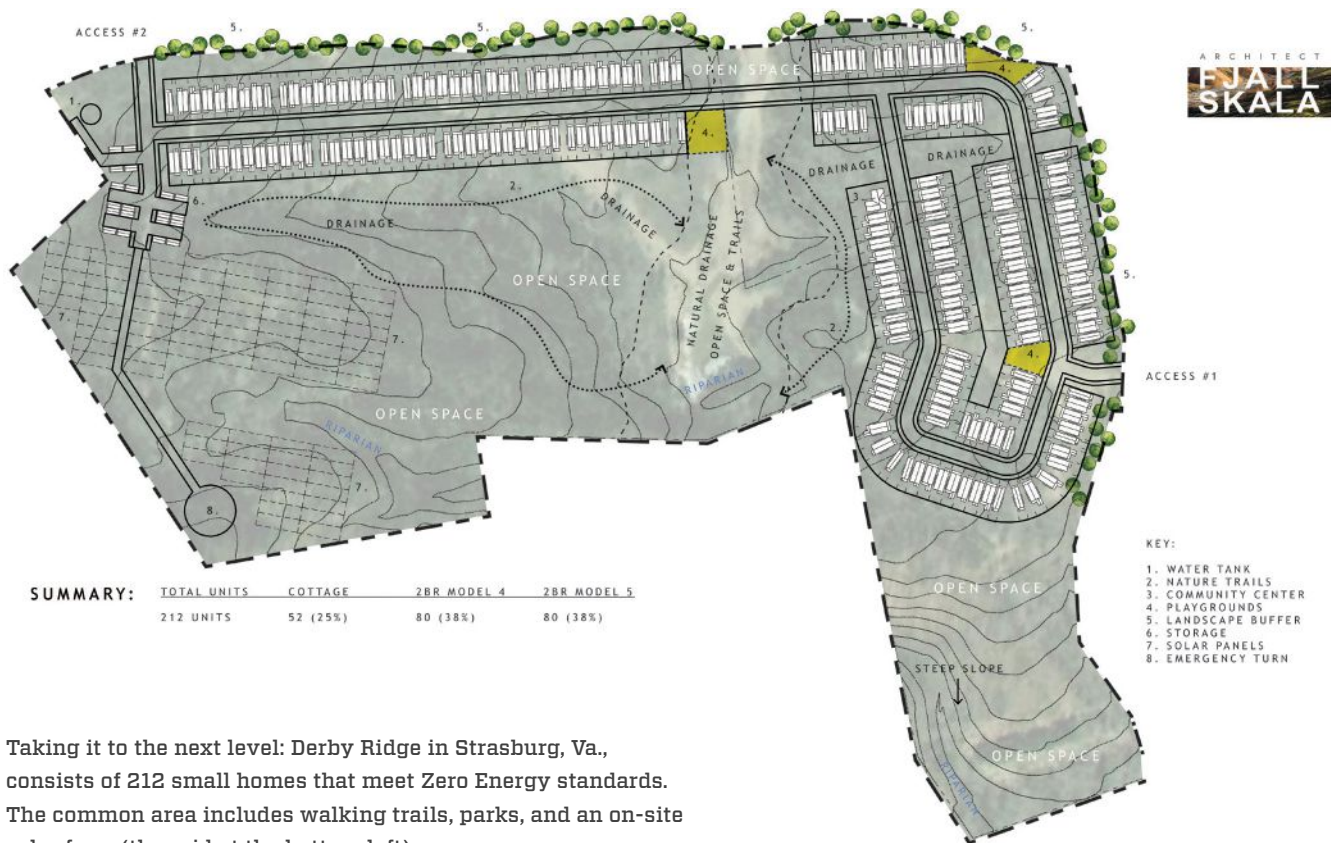 ACCESS #2
5.
5.
5.
ARCHITECT
FJALL
SKALA
1.
OPEN SPACE
4.
4.
DRAINAGE
DRAINAGE
2.
6.
3
DRAINAGE
DRAINAGE
NATURAL DRAINAGE
OPEN SPACE & TRAILS
OPEN SPACE
5.
7.
7.
2.
4.
RIPARIAN
ACCESS #1
OPEN SPACE
RIPARIAN
7.
8.
KEY:
1. WATER TANK
2. NATURE TRAILS
3. COMMUNITY CENTER
4. PLAYGROUNDS
5. LANDSCAPE BUFFER
6. STORAGE
7. SOLAR PANELS
8. EMERGENCY TURN
OPEN SPACE
STEEP SLOPE
OPEN SPACE
RIPARIAN
SUMMARY: TOTAL UNITS COTTAGE 2BR MODEL 4 2BR MODEL 5
212 UNITS 52 (25%) 80 (38%) 80 (38%)
Taking it to the next level: Derby Ridge in Strasburg, Va.,
consists of 212 small homes that meet Zero Energy standards.
The common area includes walking trails, parks, and an on-site